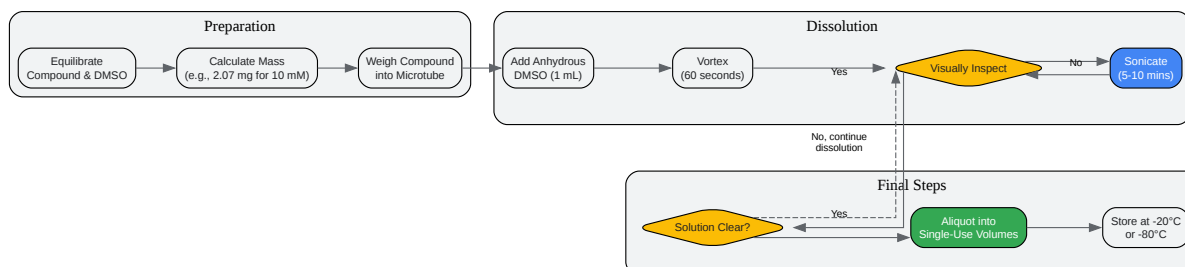 Preparation
Equilibrate
Compound & DMSO
Calculate Mass
(e.g., 2.07 mg for 10 mM)
Weigh Compound
into Microtube
Dissolution
Add Anhydrous
DMSO (1 mL)
Vortex
(60 seconds)
Yes
Visually Inspect
No
Sonicate
(5-10 mins)
No, continue
dissolution
Final Steps
Solution Clear?
Yes
Aliquot into
Single-Use Volumes
Store at -20°C
or -80°C